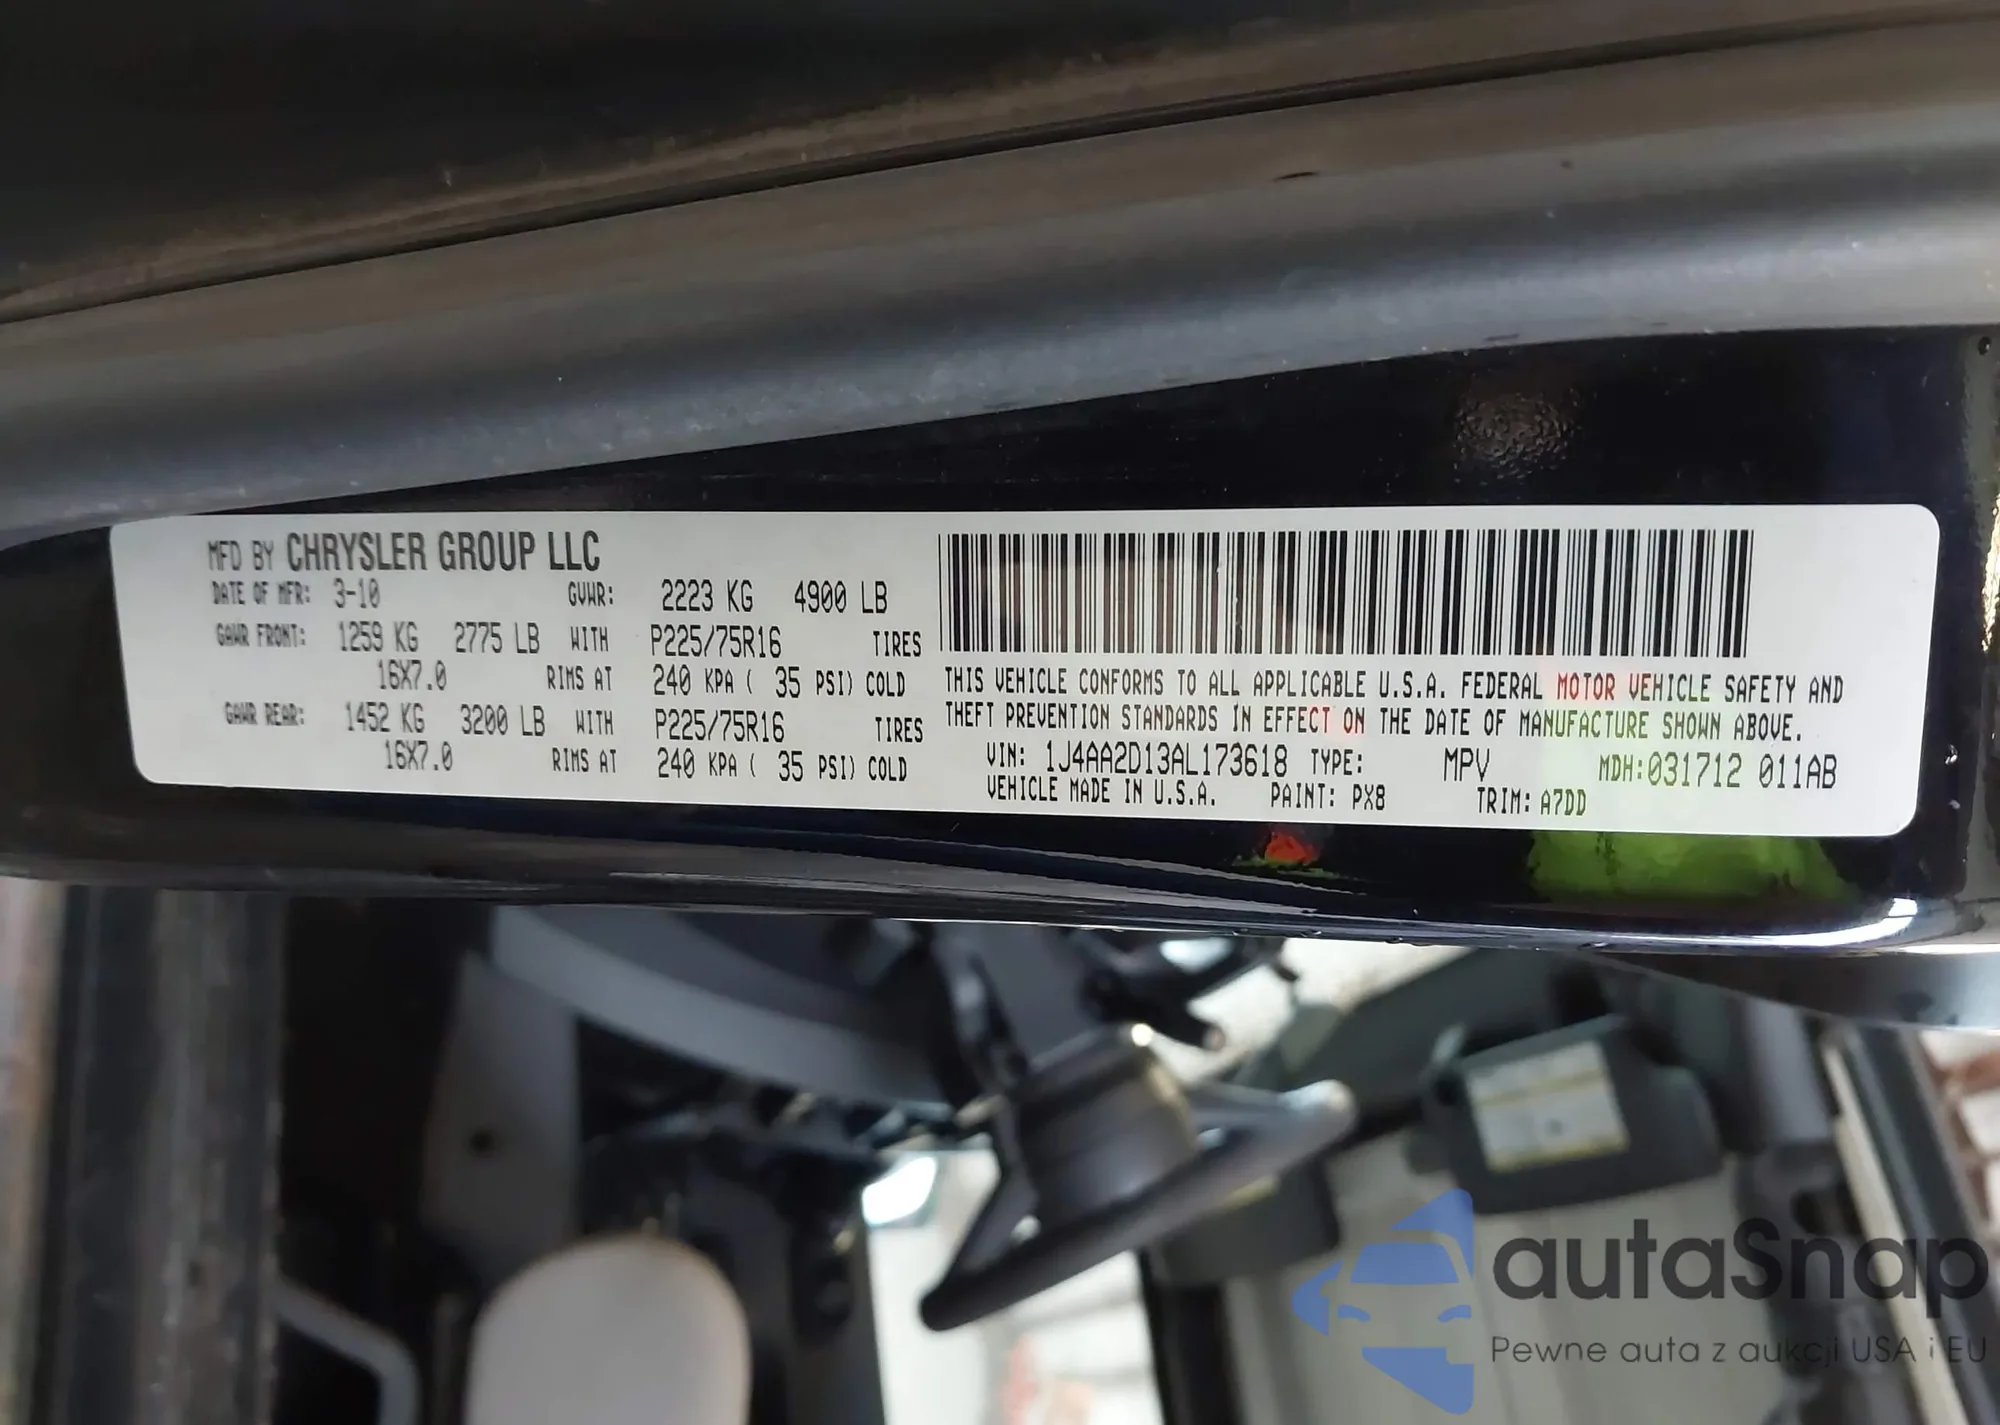 MFD BY CHRYSLER GROUP LLC
DATE OF MFR: 3-10 GVWR: 2223 KG 4900 LB
GAWR FRONT: 1259 KG 2775 LB WITH P225/75R16 TIRES
16X7.0 RIMS AT 240 KPA ( 35 PSI) COLD
GAWR REAR: 1452 KG 3200 LB WITH P225/75R16 TIRES
16X7.0 RIMS AT 240 KPA ( 35 PSI) COLD
THIS VEHICLE CONFORMS TO ALL APPLICABLE U.S.A. FEDERAL MOTOR VEHICLE SAFETY AND
THEFT PREVENTION STANDARDS IN EFFECT ON THE DATE OF MANUFACTURE SHOWN ABOVE.
VIN: 1J4AA2D13AL173618 TYPE: MPV MDH:031712 011AB
VEHICLE MADE IN U.S.A. PAINT: PX8 TRIM: A7DD
autaSnap
Pewne auta z aukcji USA i EU